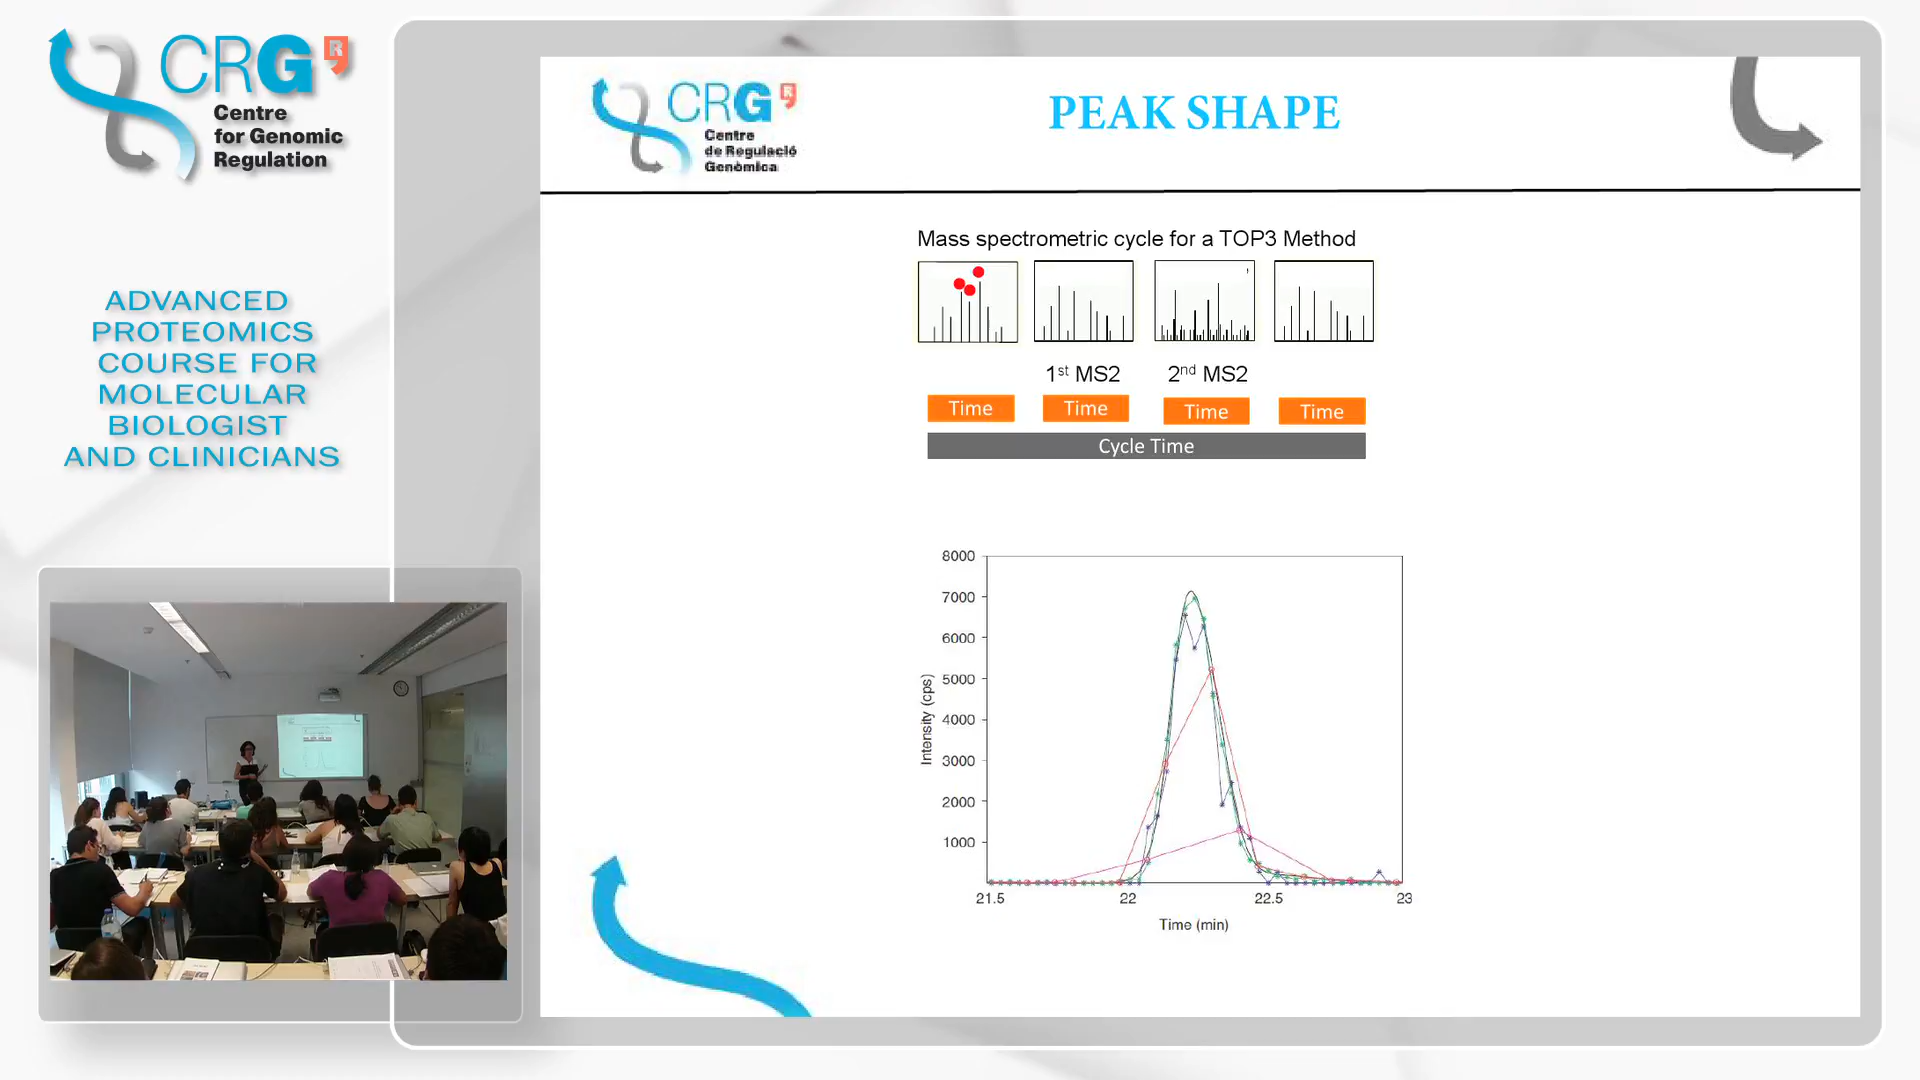 CRG
R
Centre
for Genomic
Regulation
ADVANCED
PROTEOMICS
COURSE FOR
MOLECULAR
BIOLOGIST
AND CLINICIANS
CRG
R
Centre
de Regulació
Genòmica
PEAK SHAPE
Mass spectrometric cycle for a TOP3 Method
1st MS2
2nd MS2
Time
Time
Time
Time
Cycle Time
8000
7000
6000
5000
4000
3000
2000
1000
Intensity (cps)
21.5
22
22.5
23
Time (min)